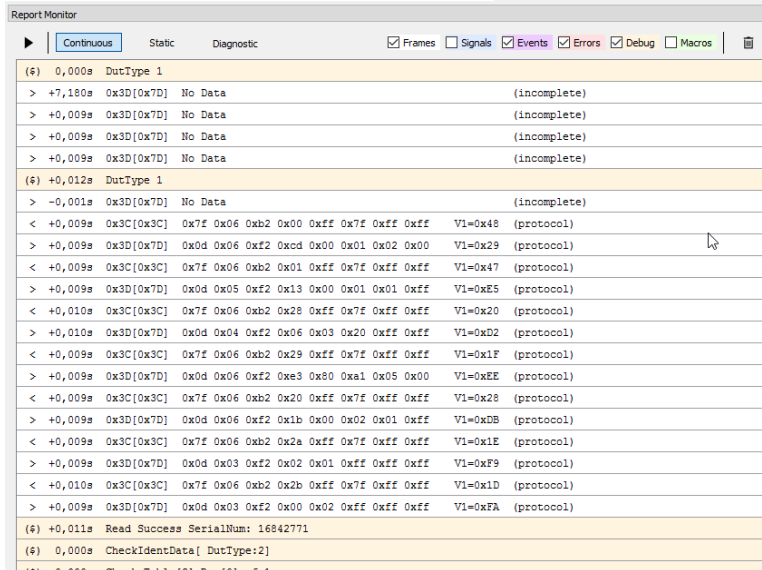 Report Monitor
Continuous Static Diagnostic Frames Signals Events Errors Debug Macros
($) 0,000s DutType 1
> +7,180s 0x3D[0x7D] No Data (incomplete)
> +0,009s 0x3D[0x7D] No Data (incomplete)
> +0,009s 0x3D[0x7D] No Data (incomplete)
> +0,009s 0x3D[0x7D] No Data (incomplete)
($) +0,012s DutType 1
> -0,001s 0x3D[0x7D] No Data (incomplete)
< +0,009s 0x3C[0x3C] 0x7f 0x06 0xb2 0x00 0xff 0x7f 0xff 0xff V1=0x48 (protocol)
> +0,009s 0x3D[0x7D] 0x0d 0x06 0xf2 0xcd 0x00 0x01 0x02 0x00 V1=0x29 (protocol)
< +0,009s 0x3C[0x3C] 0x7f 0x06 0xb2 0x01 0xff 0x7f 0xff 0xff V1=0x47 (protocol)
> +0,009s 0x3D[0x7D] 0x0d 0x05 0xf2 0x13 0x00 0x01 0x01 0xff V1=0xE5 (protocol)
< +0,010s 0x3C[0x3C] 0x7f 0x06 0xb2 0x28 0xff 0x7f 0xff 0xff V1=0x20 (protocol)
> +0,010s 0x3D[0x7D] 0x0d 0x04 0xf2 0x06 0x03 0x20 0xff 0xff V1=0xD2 (protocol)
< +0,009s 0x3C[0x3C] 0x7f 0x06 0xb2 0x29 0xff 0x7f 0xff 0xff V1=0x1F (protocol)
> +0,009s 0x3D[0x7D] 0x0d 0x06 0xf2 0xe3 0x80 0xa1 0x05 0x00 V1=0xEE (protocol)
< +0,009s 0x3C[0x3C] 0x7f 0x06 0xb2 0x20 0xff 0x7f 0xff 0xff V1=0x28 (protocol)
> +0,009s 0x3D[0x7D] 0x0d 0x06 0xf2 0x1b 0x00 0x02 0x01 0xff V1=0xDB (protocol)
< +0,009s 0x3C[0x3C] 0x7f 0x06 0xb2 0x2a 0xff 0x7f 0xff 0xff V1=0x1E (protocol)
> +0,009s 0x3D[0x7D] 0x0d 0x03 0xf2 0x02 0x01 0xff 0xff 0xff V1=0xF9 (protocol)
< +0,010s 0x3C[0x3C] 0x7f 0x06 0xb2 0x2b 0xff 0x7f 0xff 0xff V1=0x1D (protocol)
> +0,009s 0x3D[0x7D] 0x0d 0x03 0xf2 0x00 0x02 0xff 0xff 0xff V1=0xFA (protocol)
($) +0,011s Read Success SerialNum: 16842771
($) 0,000s CheckIdentData[ DutType:2]